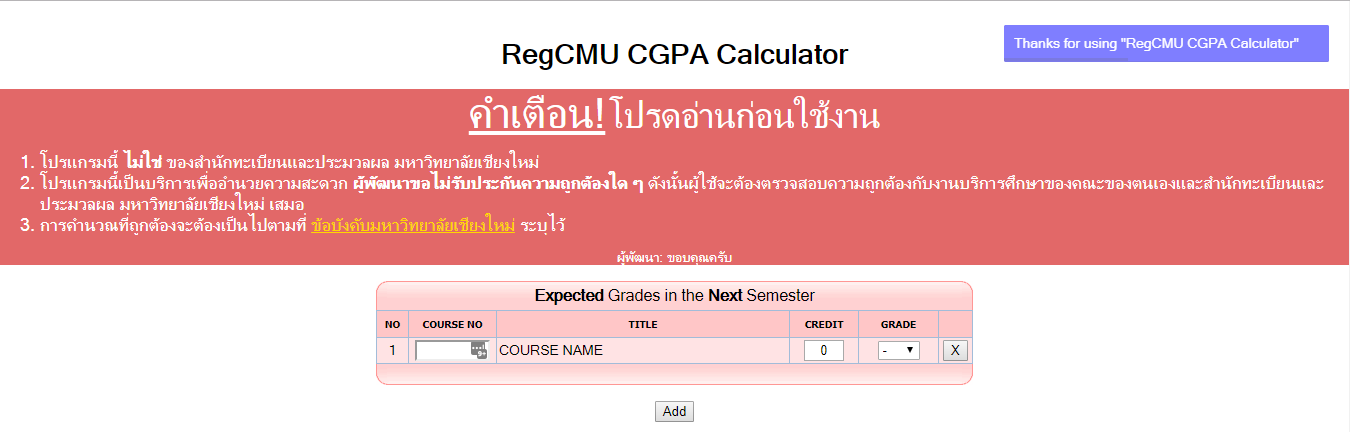 RegCMU CGPA Calculator
Thanks for using "RegCMU CGPA Calculator"
คำเตือน! โปรดอ่านก่อนใช้งาน
1. โปรแกรมนี้ ไม่ใช่ ของสำนักทะเบียนและประมวลผล มหาวิทยาลัยเชียงใหม่
2. โปรแกรมนี้เป็นบริการเพื่ออำนวยความสะดวก ผู้พัฒนาขอไม่รับประกันความถูกต้องใด ๆ ดังนั้นผู้ใช้จะต้องตรวจสอบความถูกต้องกับงานบริการศึกษาของคณะของตนเองและสำนักทะเบียนและ
ประมวลผล มหาวิทยาลัยเชียงใหม่ เสมอ
3. การคำนวณที่ถูกต้องจะต้องเป็นไปตามที่ ข้อบังคับมหาวิทยาลัยเชียงใหม่ ระบุไว้
ผู้พัฒนา: ขอบคุณครับ
Expected Grades in the Next Semester
NO COURSE NO TITLE CREDIT GRADE
1 9+ COURSE NAME 0 - X
Add